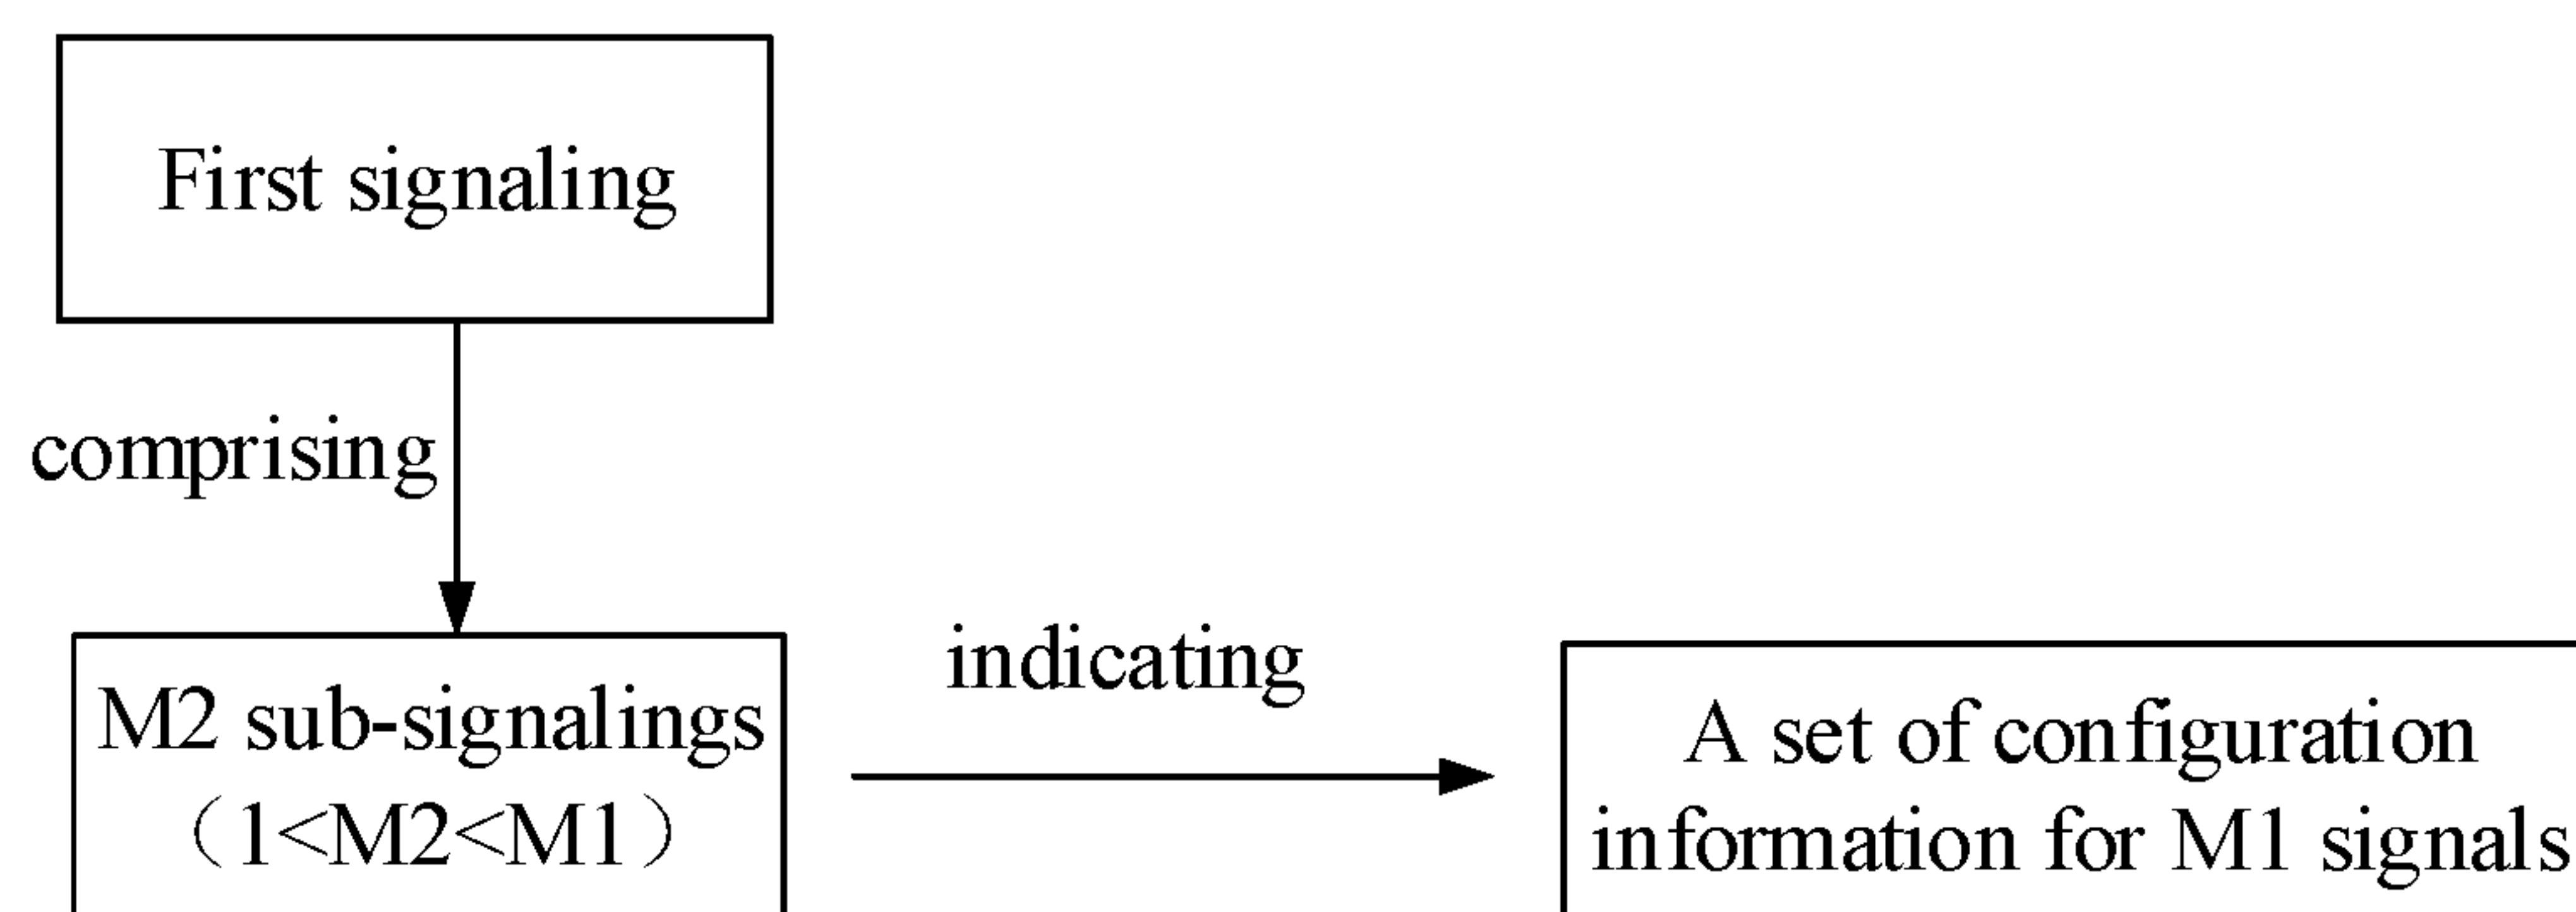 First signaling
comprising
indicating
M2 sub-signalings
（1<M2<M1）
A set of configuration
information for M1 signals